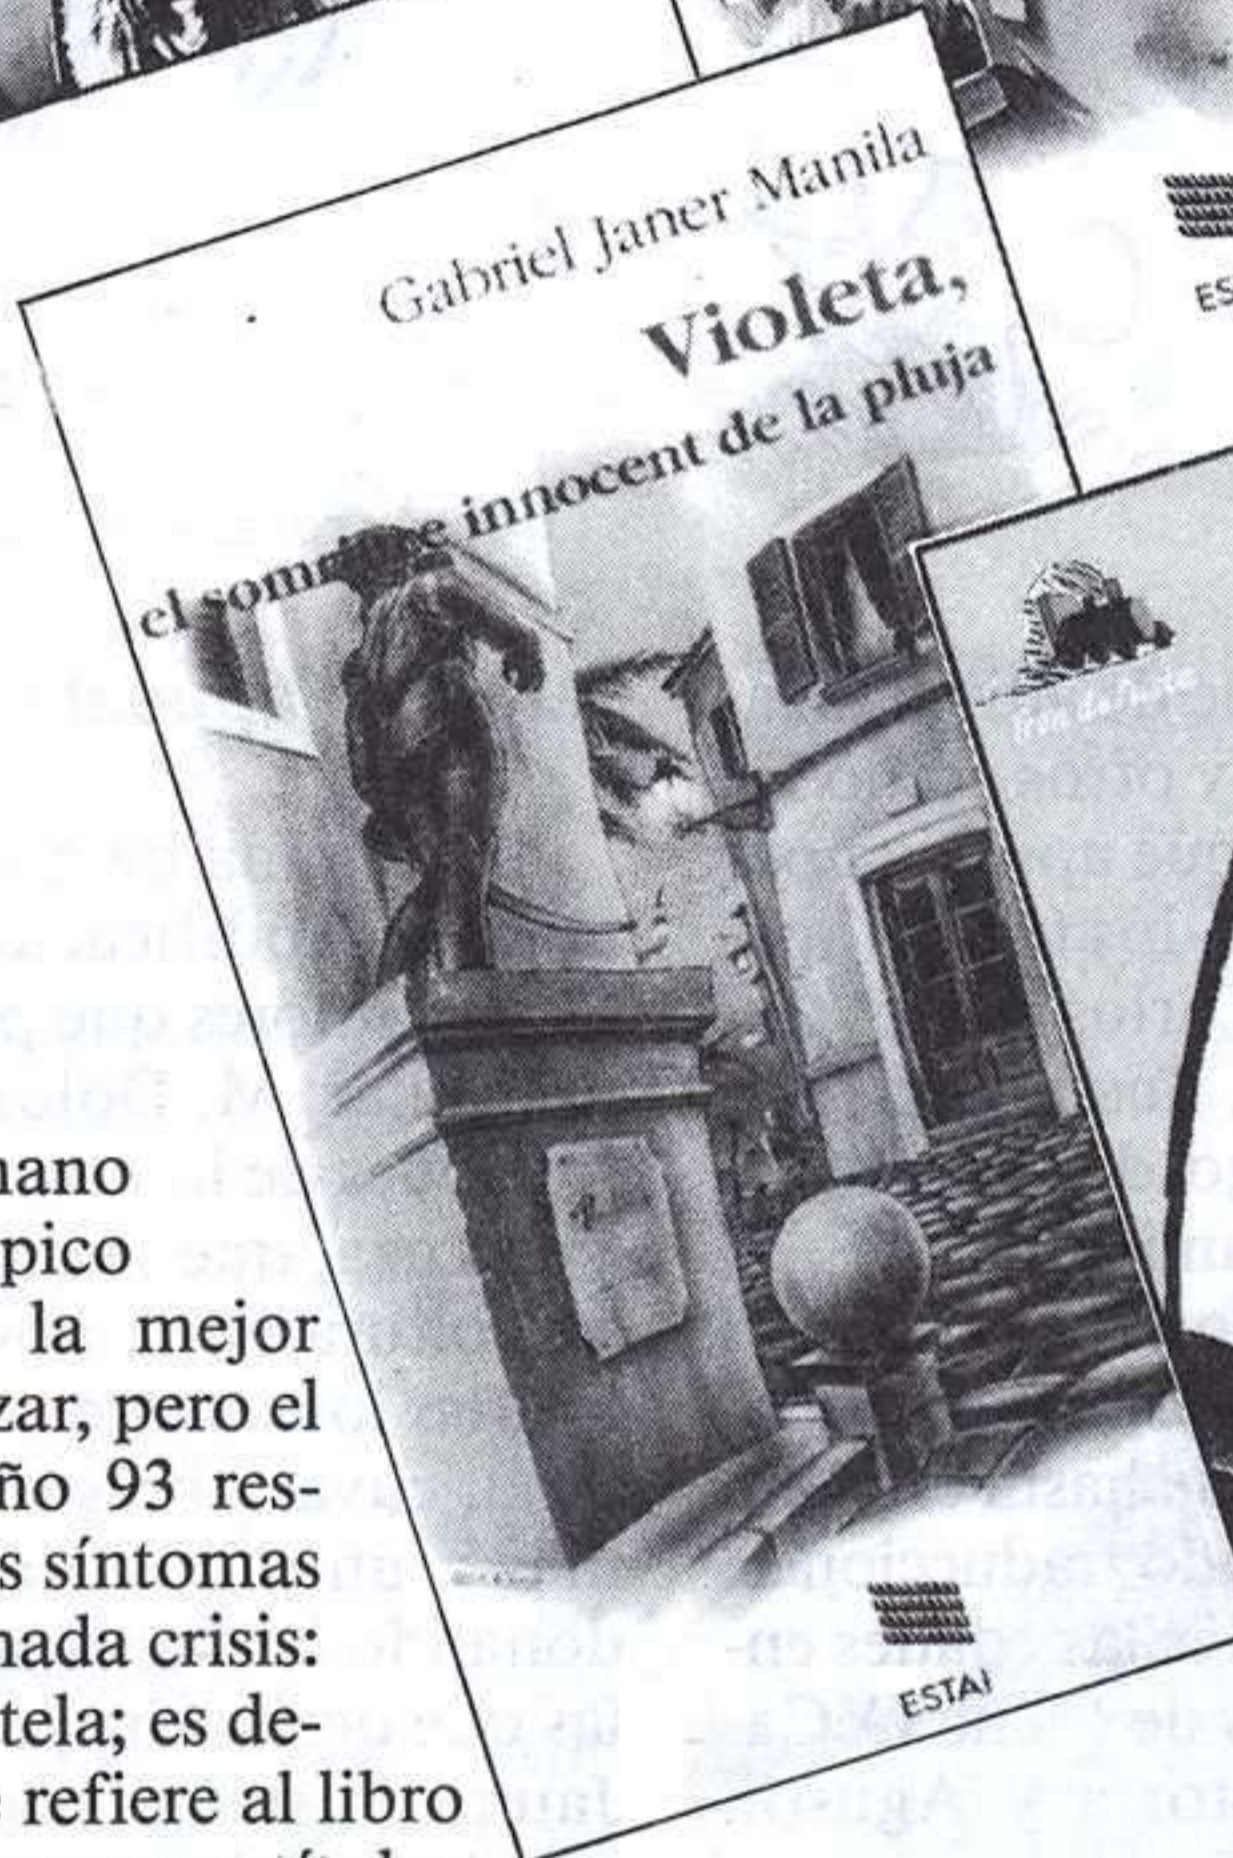 Gabriel Janer Manila
Violeta,
el somriure innocent de la pluja
ESTAI
ES
mano
pico
la mejor
zar, pero el
ño 93 res-
s síntomas
nada crisis:
tela; es de-
refiere al libro